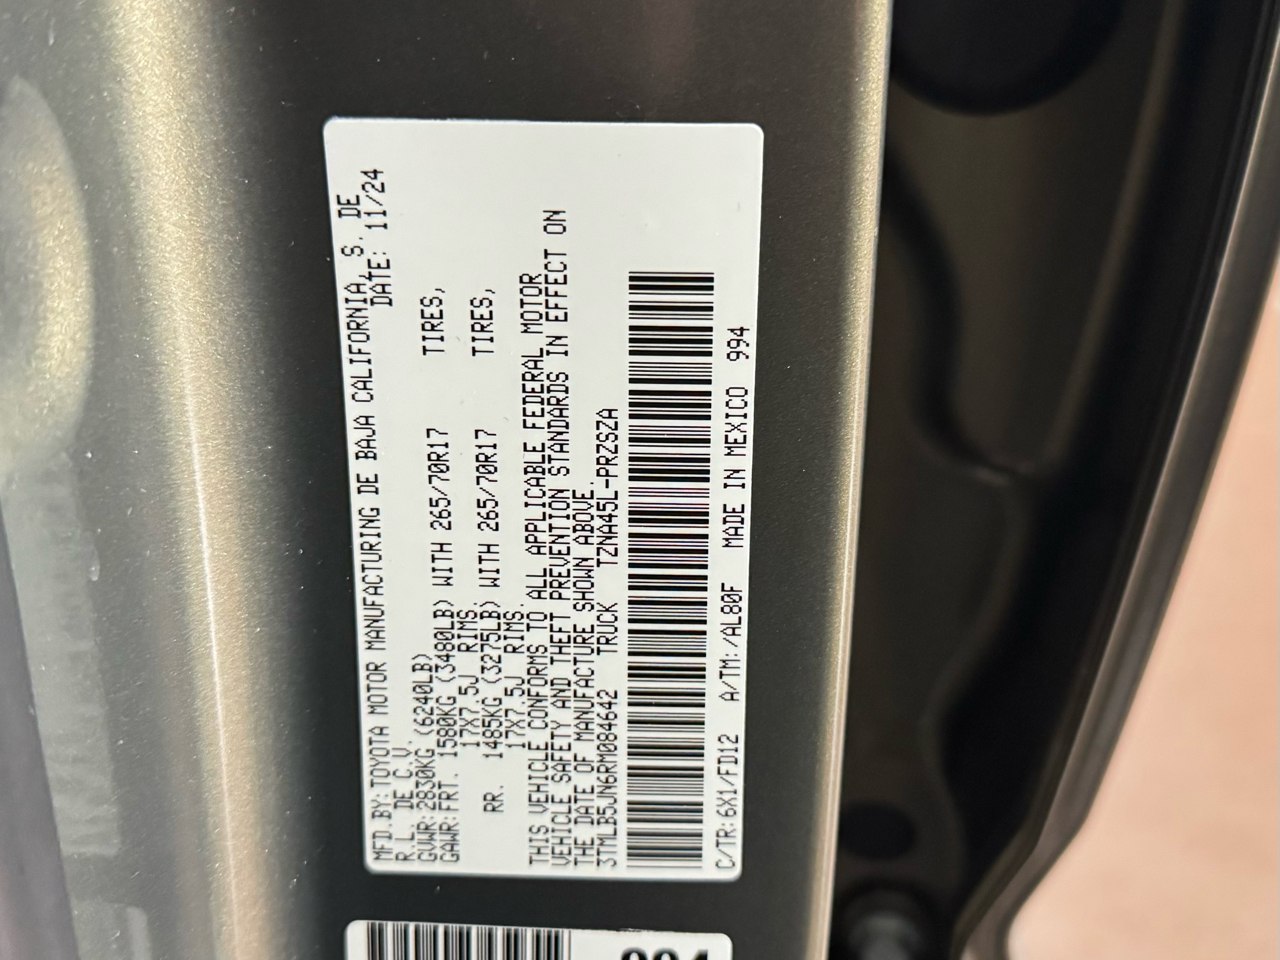 MFD.BY:TOYOTA MOTOR MANUFACTURING DE BAJA CALIFORNIA, S. DE
R.L. DE C.V. DATE: 11/24
GVWR:2830KG (6240LB)
GAWR:FRT. 1580KG (3480LB) WITH 265/70R17 TIRES,
17X7.5J RIMS.
RR. 1485KG (3275LB) WITH 265/70R17 TIRES,
17X7.5J RIMS.
THIS VEHICLE CONFORMS TO ALL APPLICABLE FEDERAL MOTOR
VEHICLE SAFETY AND THEFT PREVENTION STANDARDS IN EFFECT ON
THE DATE OF MANUFACTURE SHOWN ABOVE.
3TMLB5JN6RM084642 TRUCK TZNA45L-PRZSZA
C/TR:6X1/FD12 A/TM:/AL80F MADE IN MEXICO 994